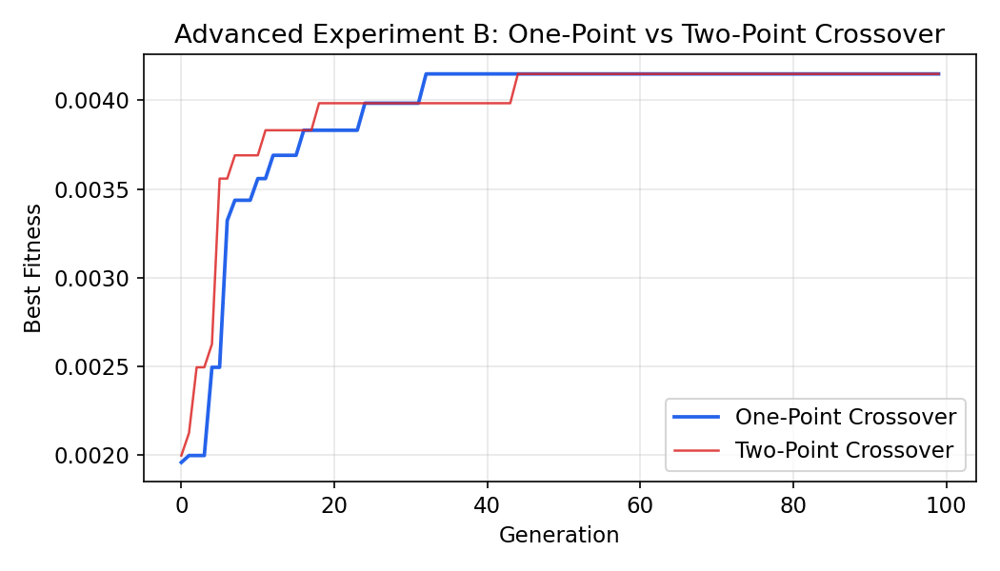 Advanced Experiment B: One-Point vs Two-Point Crossover
Best Fitness
0.0040
0.0035
0.0030
0.0025
0.0020
One-Point Crossover
Two-Point Crossover
0 20 40 60 80 100
Generation